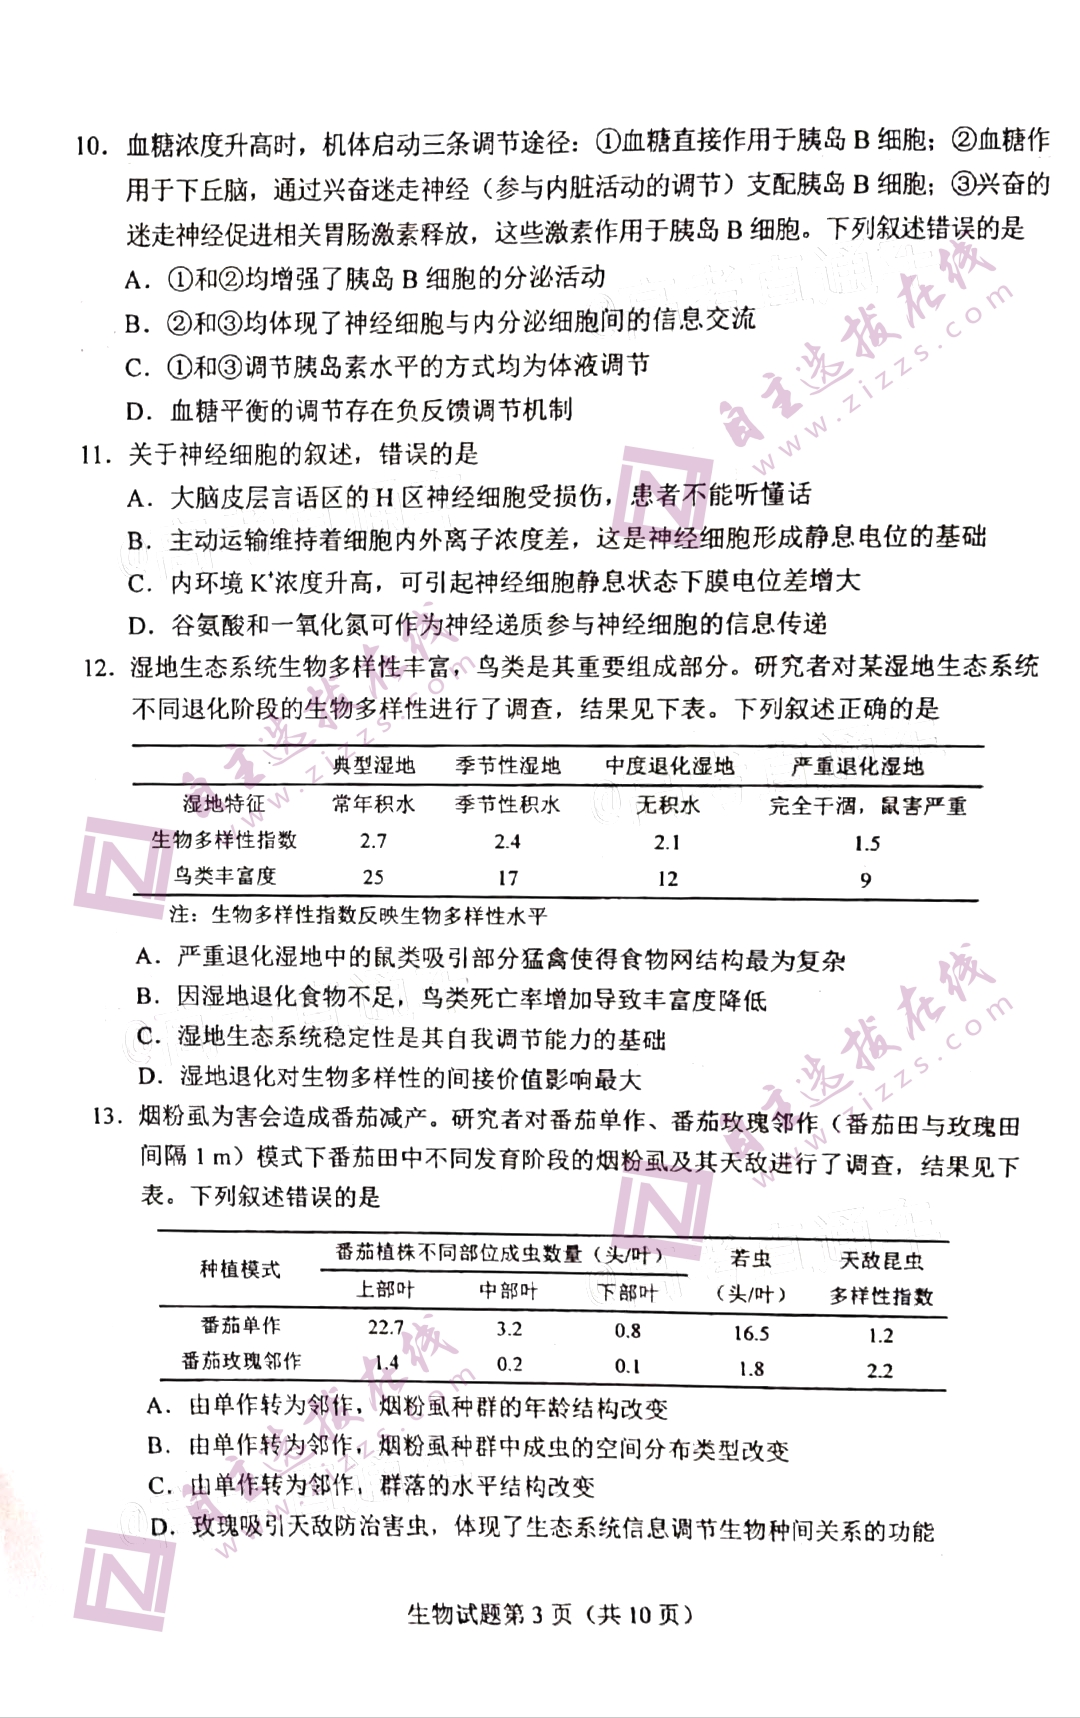 10．血糖浓度升高时，机体启动三条调节途径：①血糖直接作用于胰岛 B 细胞；②血糖作
用于下丘脑，通过兴奋迷走神经（参与内脏活动的调节）支配胰岛 B 细胞；③兴奋的
迷走神经促进相关胃肠激素释放，这些激素作用于胰岛 B 细胞。下列叙述错误的是
A．①和②均增强了胰岛 B 细胞的分泌活动
B．②和③均体现了神经细胞与内分泌细胞间的信息交流
C．①和③调节胰岛素水平的方式均为体液调节
D．血糖平衡的调节存在负反馈调节机制
11．关于神经细胞的叙述，错误的是
A．大脑皮层言语区的 H 区神经细胞受损伤，患者不能听懂话
B．主动运输维持着细胞内外离子浓度差，这是神经细胞形成静息电位的基础
C．内环境 K⁺浓度升高，可引起神经细胞静息状态下膜电位差增大
D．谷氨酸和一氧化氮可作为神经递质参与神经细胞的信息传递
12．湿地生态系统生物多样性丰富，鸟类是其重要组成部分。研究者对某湿地生态系统
不同退化阶段的生物多样性进行了调查，结果见下表。下列叙述正确的是
典型湿地 季节性湿地 中度退化湿地 严重退化湿地
湿地特征 常年积水 季节性积水 无积水 完全干涸，鼠害严重
生物多样性指数 2.7 2.4 2.1 1.5
鸟类丰富度 25 17 12 9
注：生物多样性指数反映生物多样性水平
A．严重退化湿地中的鼠类吸引部分猛禽使得食物网结构最为复杂
B．因湿地退化食物不足，鸟类死亡率增加导致丰富度降低
C．湿地生态系统稳定性是其自我调节能力的基础
D．湿地退化对生物多样性的间接价值影响最大
13．烟粉虱为害会造成番茄减产。研究者对番茄单作、番茄玫瑰邻作（番茄田与玫瑰田
间隔 1 m）模式下番茄田中不同发育阶段的烟粉虱及其天敌进行了调查，结果见下
表。下列叙述错误的是
种植模式 番茄植株不同部位成虫数量（头/叶） 若虫 天敌昆虫
上部叶 中部叶 下部叶 （头/叶） 多样性指数
番茄单作 22.7 3.2 0.8 16.5 1.2
番茄玫瑰邻作 1.4 0.2 0.1 1.8 2.2
A．由单作转为邻作，烟粉虱种群的年龄结构改变
B．由单作转为邻作，烟粉虱种群中成虫的空间分布类型改变
C．由单作转为邻作，群落的水平结构改变
D．玫瑰吸引天敌防治害虫，体现了生态系统信息调节生物种间关系的功能
生物试题第 3 页（共 10 页）
自主选拔在线
www.zizzs.com
自主选拔在线
www.zizzs.com
自主选拔在线
www.zizzs.com
自主选拔在线
www.zizzs.com